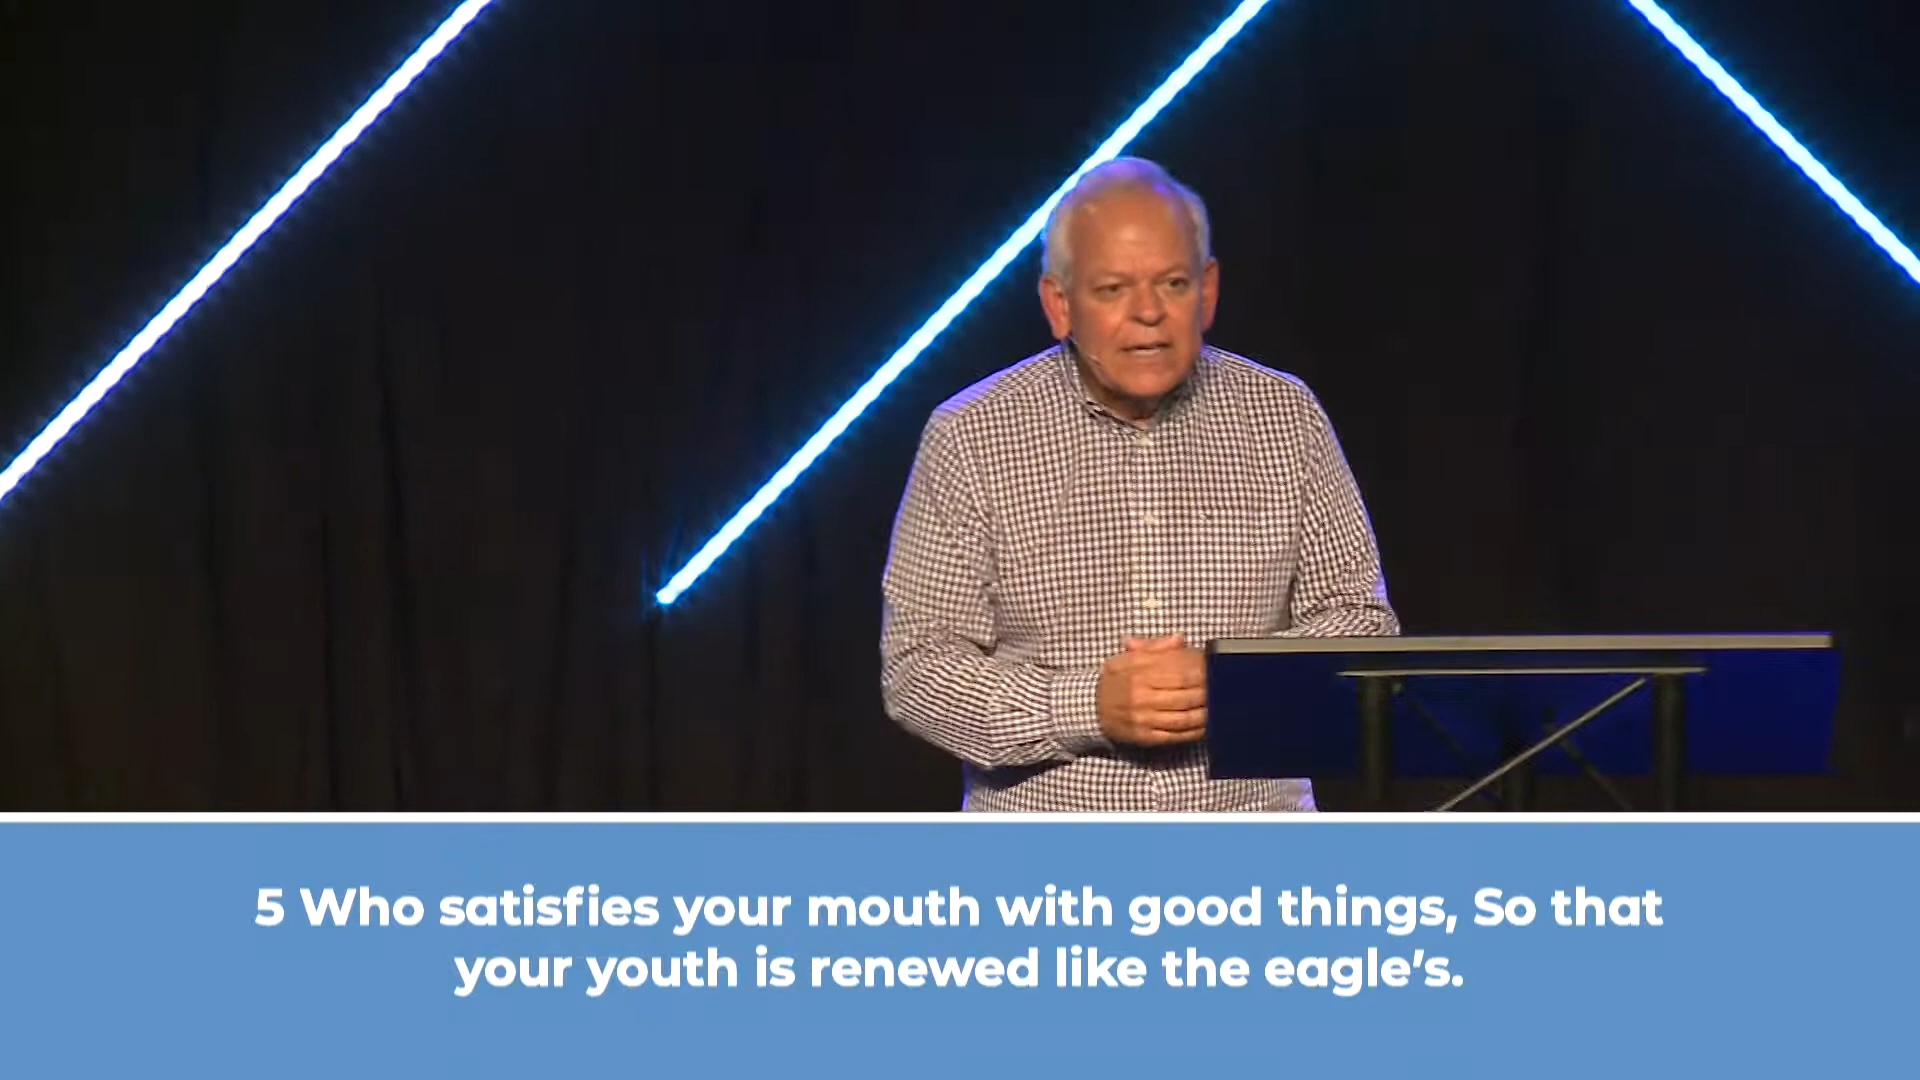 5 Who satisfies your mouth with good things, So that
your youth is renewed like the eagle's.